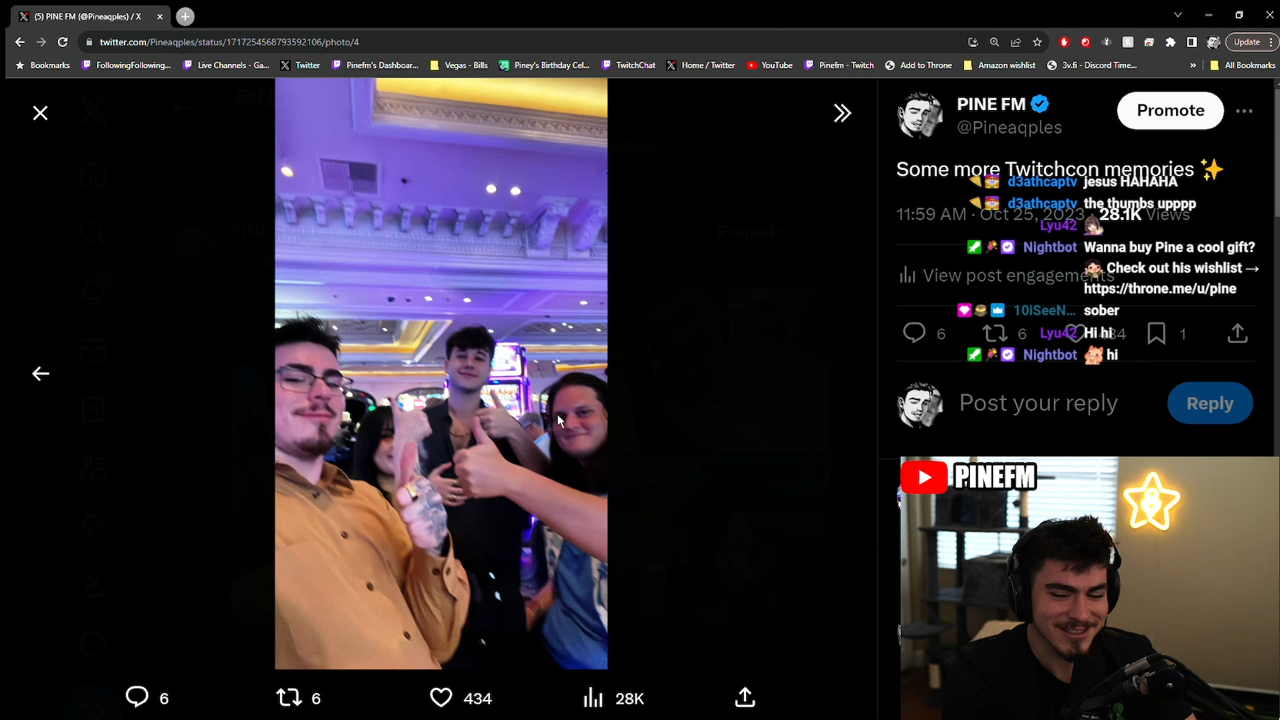 (5) PINE FM (@Pineaqples) / X
twitter.com/Pineaqples/status/1717254568793592106/photo/4
Update
Bookmarks FollowingFollowing... Live Channels - Ga... Twitter Pinefm's Dashboar... Vegas - Bills Piney's Birthday Cel... TwitchChat Home / Twitter YouTube Pinefm - Twitch Add to Throne Amazon wishlist 3v.fi - Discord Time... » All Bookmarks
PINE FM
@Pineaqples
Promote
Some more Twitchcon memories ✨
d3athcaptv jesus HAHAHA
d3athcaptv the thumbs upppp
11:59 AM · Oct 25, 2023 · 28.1K Views
Lyu42
Nightbot Wanna buy Pine a cool gift?
Check out his wishlist →
https://throne.me/u/pine
View post engagements
10iSeeN... sober
6 6 434 1
Lyu42 Hi hi
Nightbot hi
Post your reply
Reply
PINEFM
6 6 434 28K